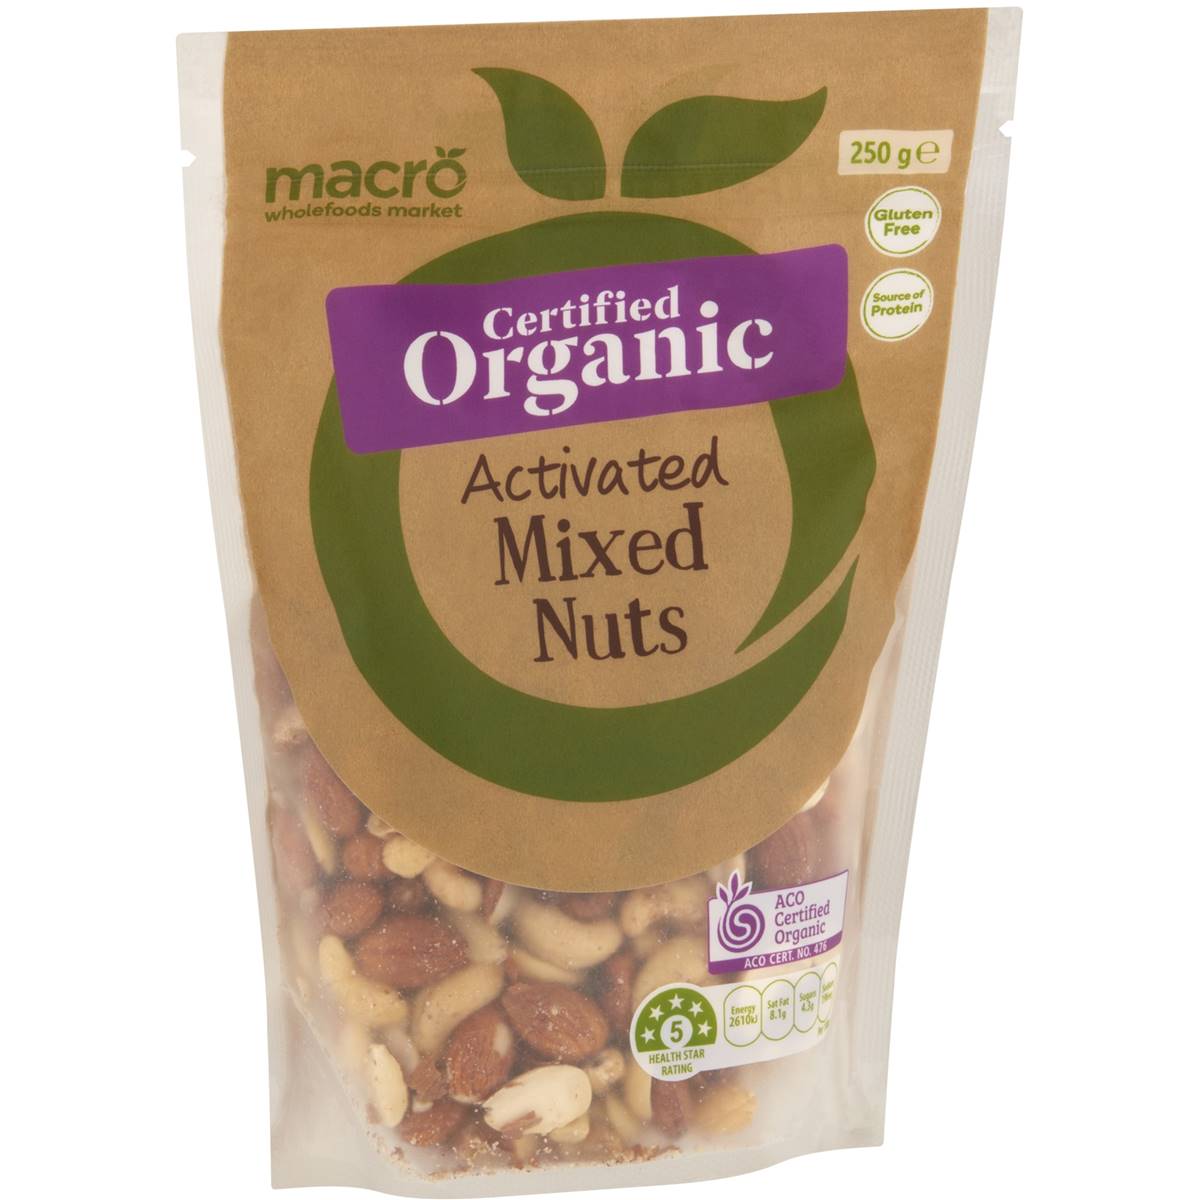 macro
wholefoods market
250 g e
Gluten
Free
Source of
Protein
Certified
Organic
Activated
Mixed
Nuts
ACO
Certified
Organic
ACO CERT. NO. 476
5
HEALTH STAR
RATING
Energy
2610kJ
Sat Fat
8.1g
Sugars
4.3g